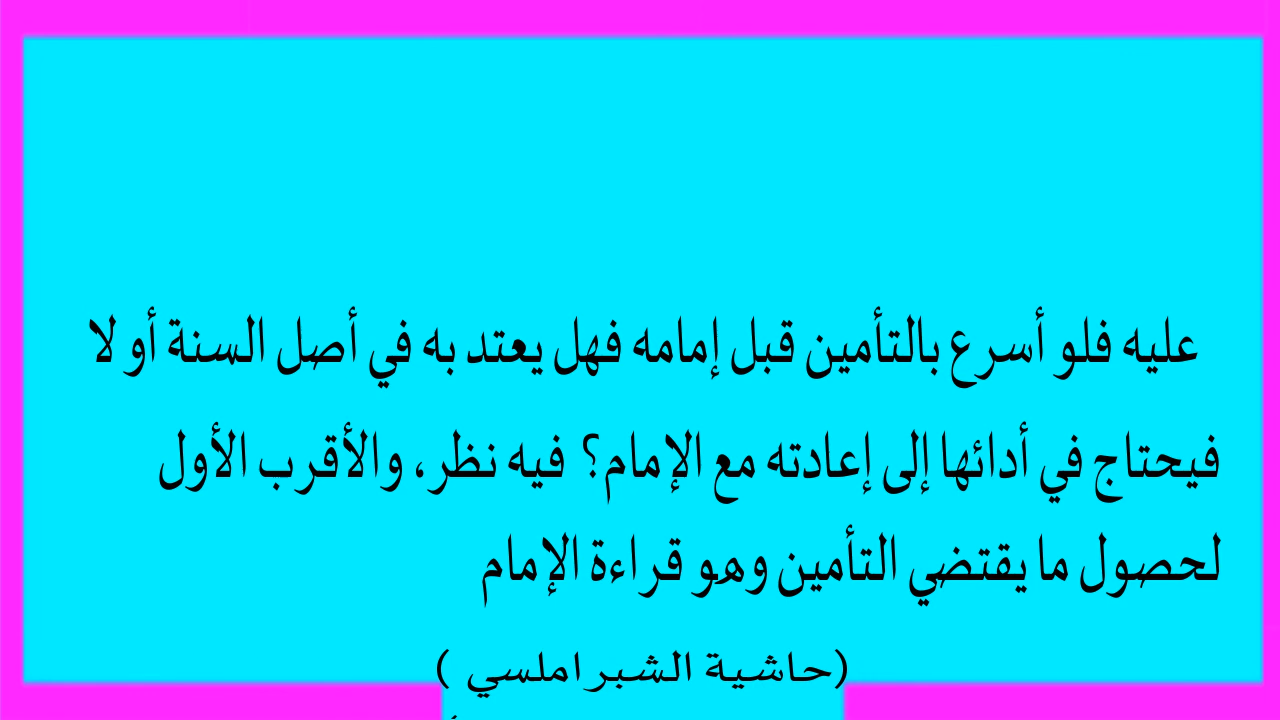 عليه فلو أسرع بالتأمين قبل إمامه فهل يعتد به في أصل السنة أو لا
فيحتاج في أدائها إلى إعادته مع الإمام؟ فيه نظر، والأقرب الأول
لحصول ما يقتضي التأمين وهو قراءة الإمام
(حاشية الشبراملسي )